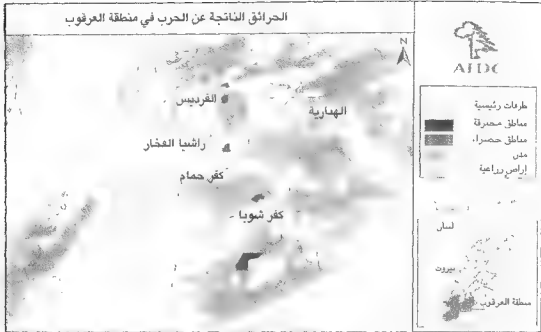 الحرائق الناتجة عن الحرب في منطقة العرقوب
N
AFDC
الفرديس
الهبارية
راشيا الفخار
كفر حمام
كفر شوبا
طرقات رئيسية
مناطق محترقة
مناطق خضراء
مدن
اراض زراعية
لبنان
بيروت
منطقة العرقوب